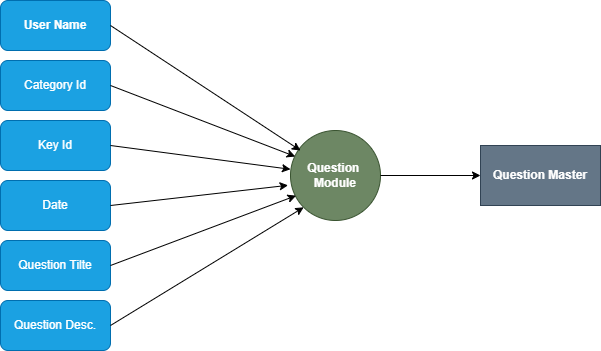 User Name
Category Id
Key Id
Date
Question Tilte
Question Desc.
Question
Module
Question Master